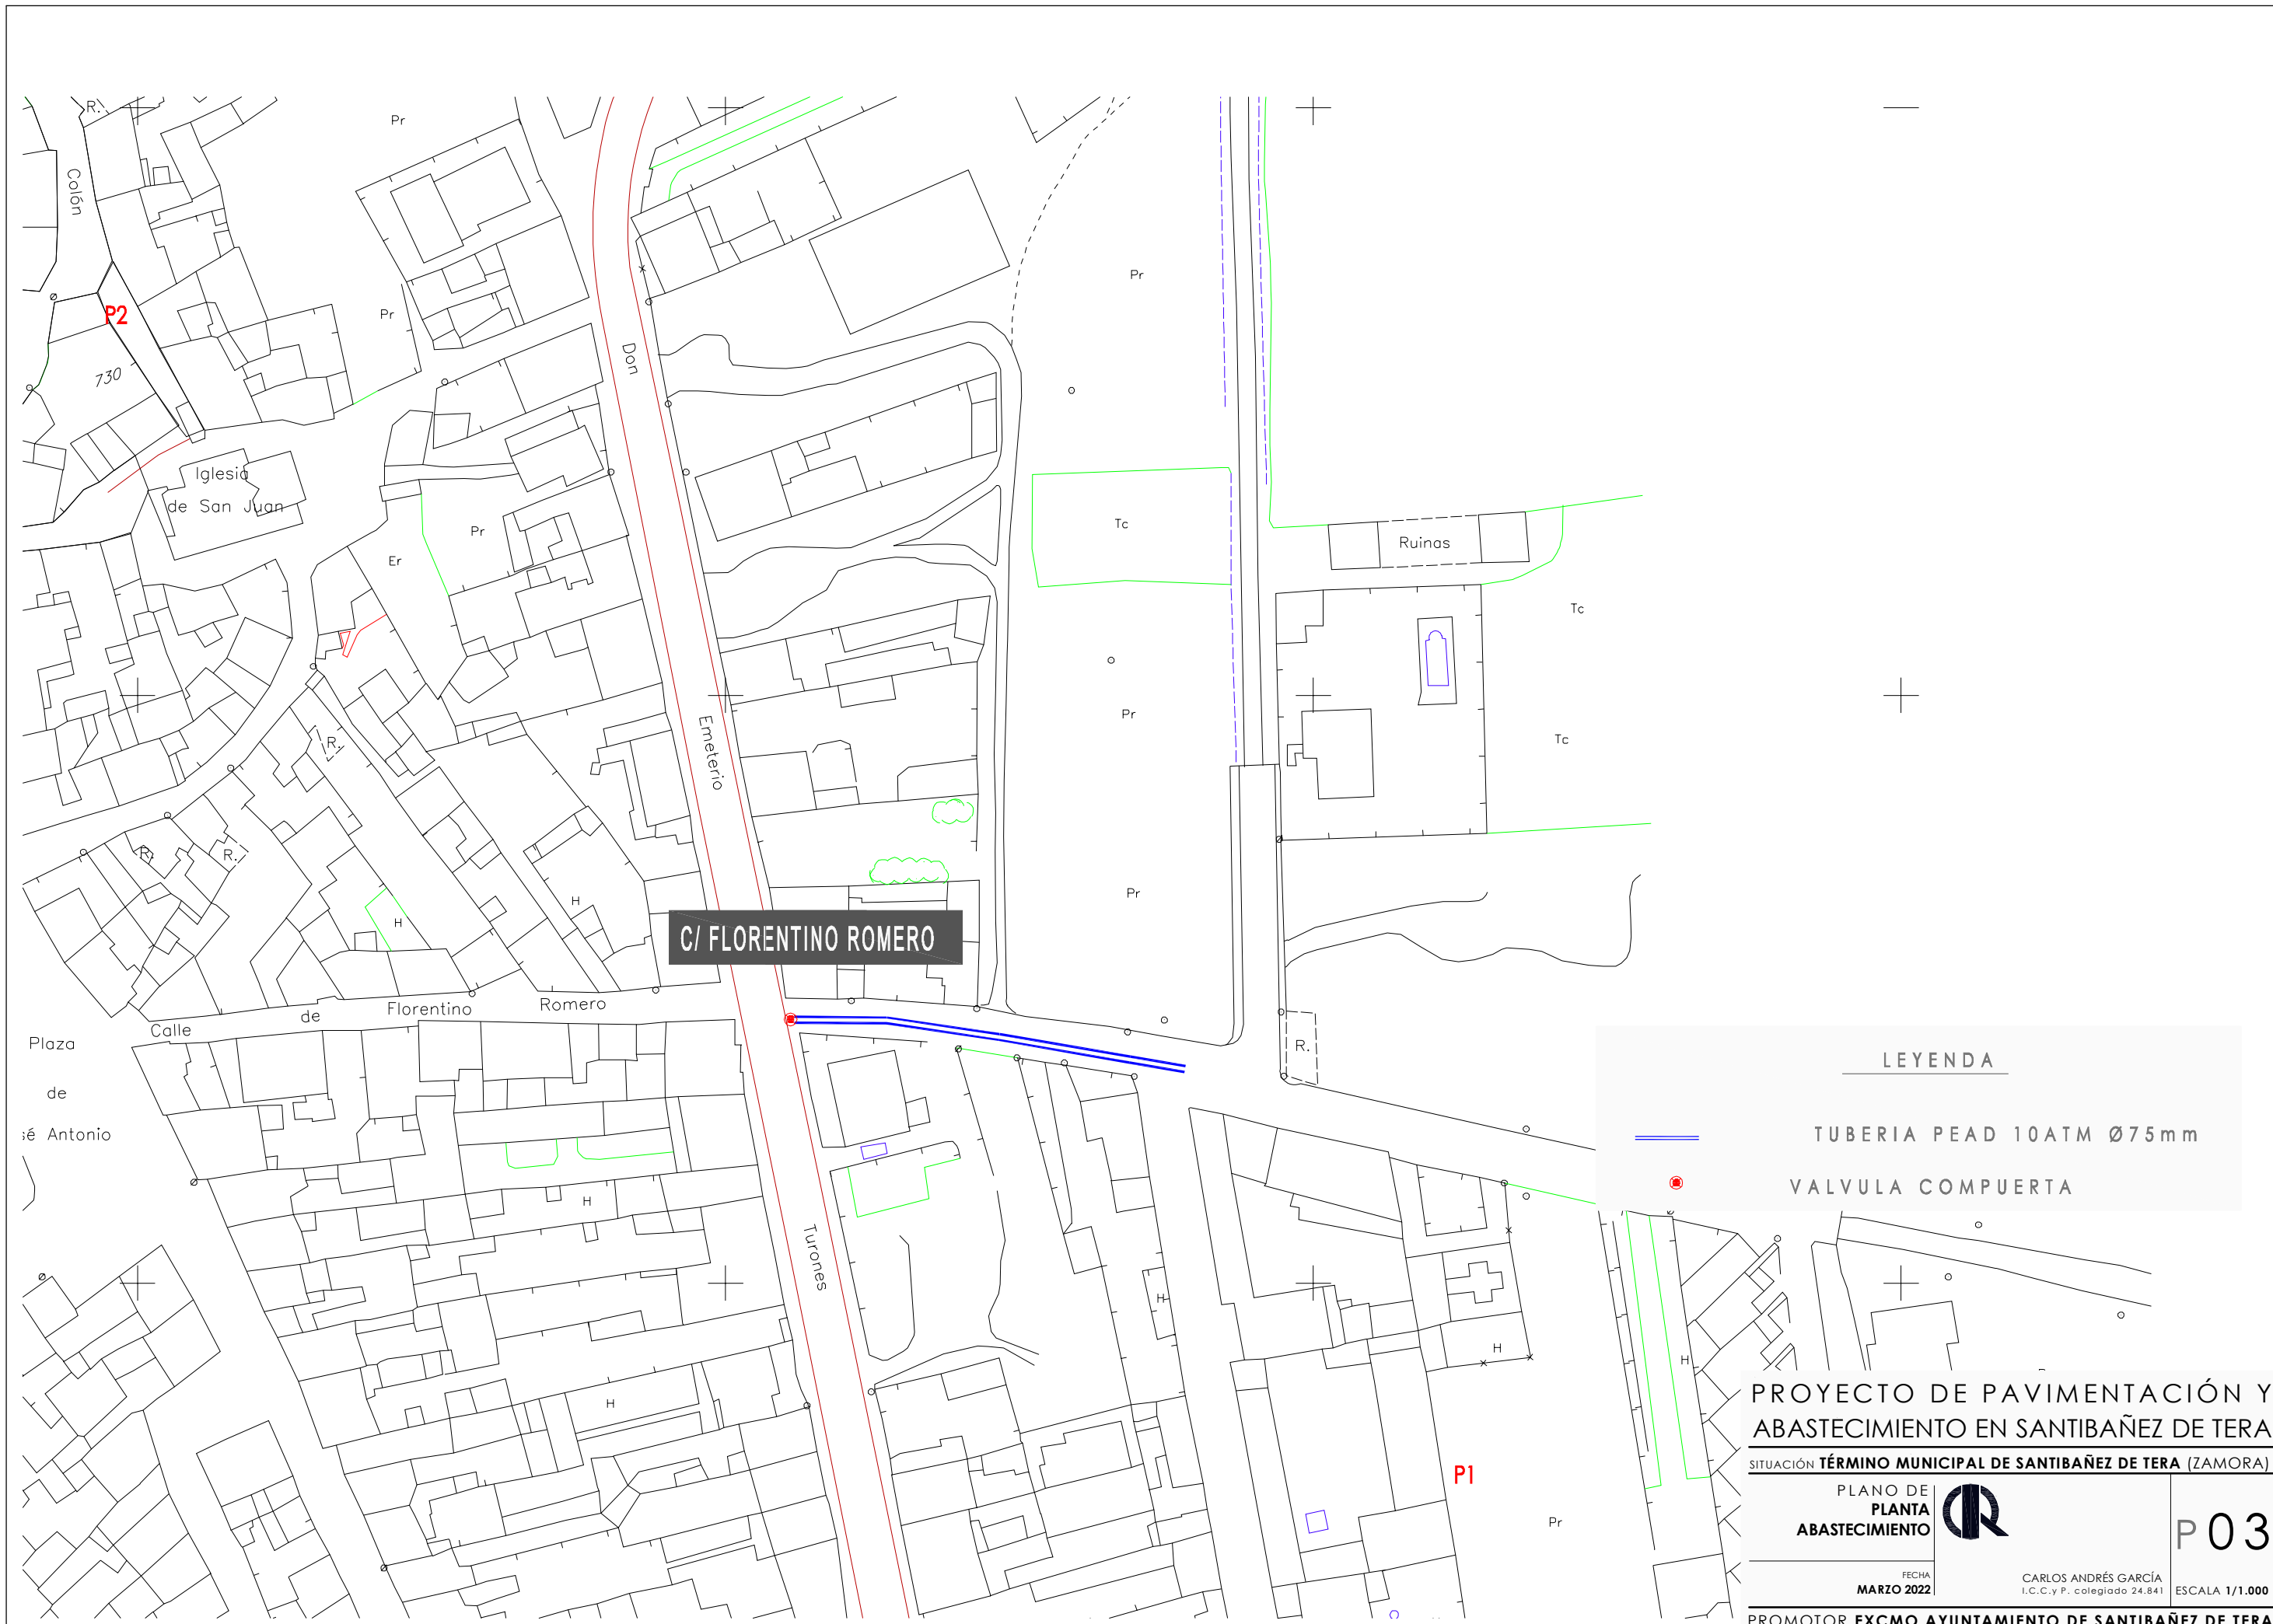 R.
Pr
Colón
Pr
P2
Pr
Don
730
Iglesia
de San Juan
Pr
Er
Tc
Ruinas
Tc
Pr
Tc
Emeterio
R.
R.
R.
Pr
H
H
C/ FLORENTINO ROMERO
Calle de Florentino Romero
Plaza
de
sé Antonio
R.
LEYENDA
TUBERIA PEAD 10ATM Ø75mm
VALVULA COMPUERTA
H
Turones
H
H
H
H
P1
Pr
PROYECTO DE PAVIMENTACIÓN Y
ABASTECIMIENTO EN SANTIBAÑEZ DE TERA
SITUACIÓN TÉRMINO MUNICIPAL DE SANTIBAÑEZ DE TERA (ZAMORA)
PLANO DE
PLANTA
ABASTECIMIENTO
P 03
FECHA
MARZO 2022
CARLOS ANDRÉS GARCÍA
I.C.C.y P. colegiado 24.841
ESCALA 1/1.000
PROMOTOR EXCMO AYUNTAMIENTO DE SANTIBAÑEZ DE TERA